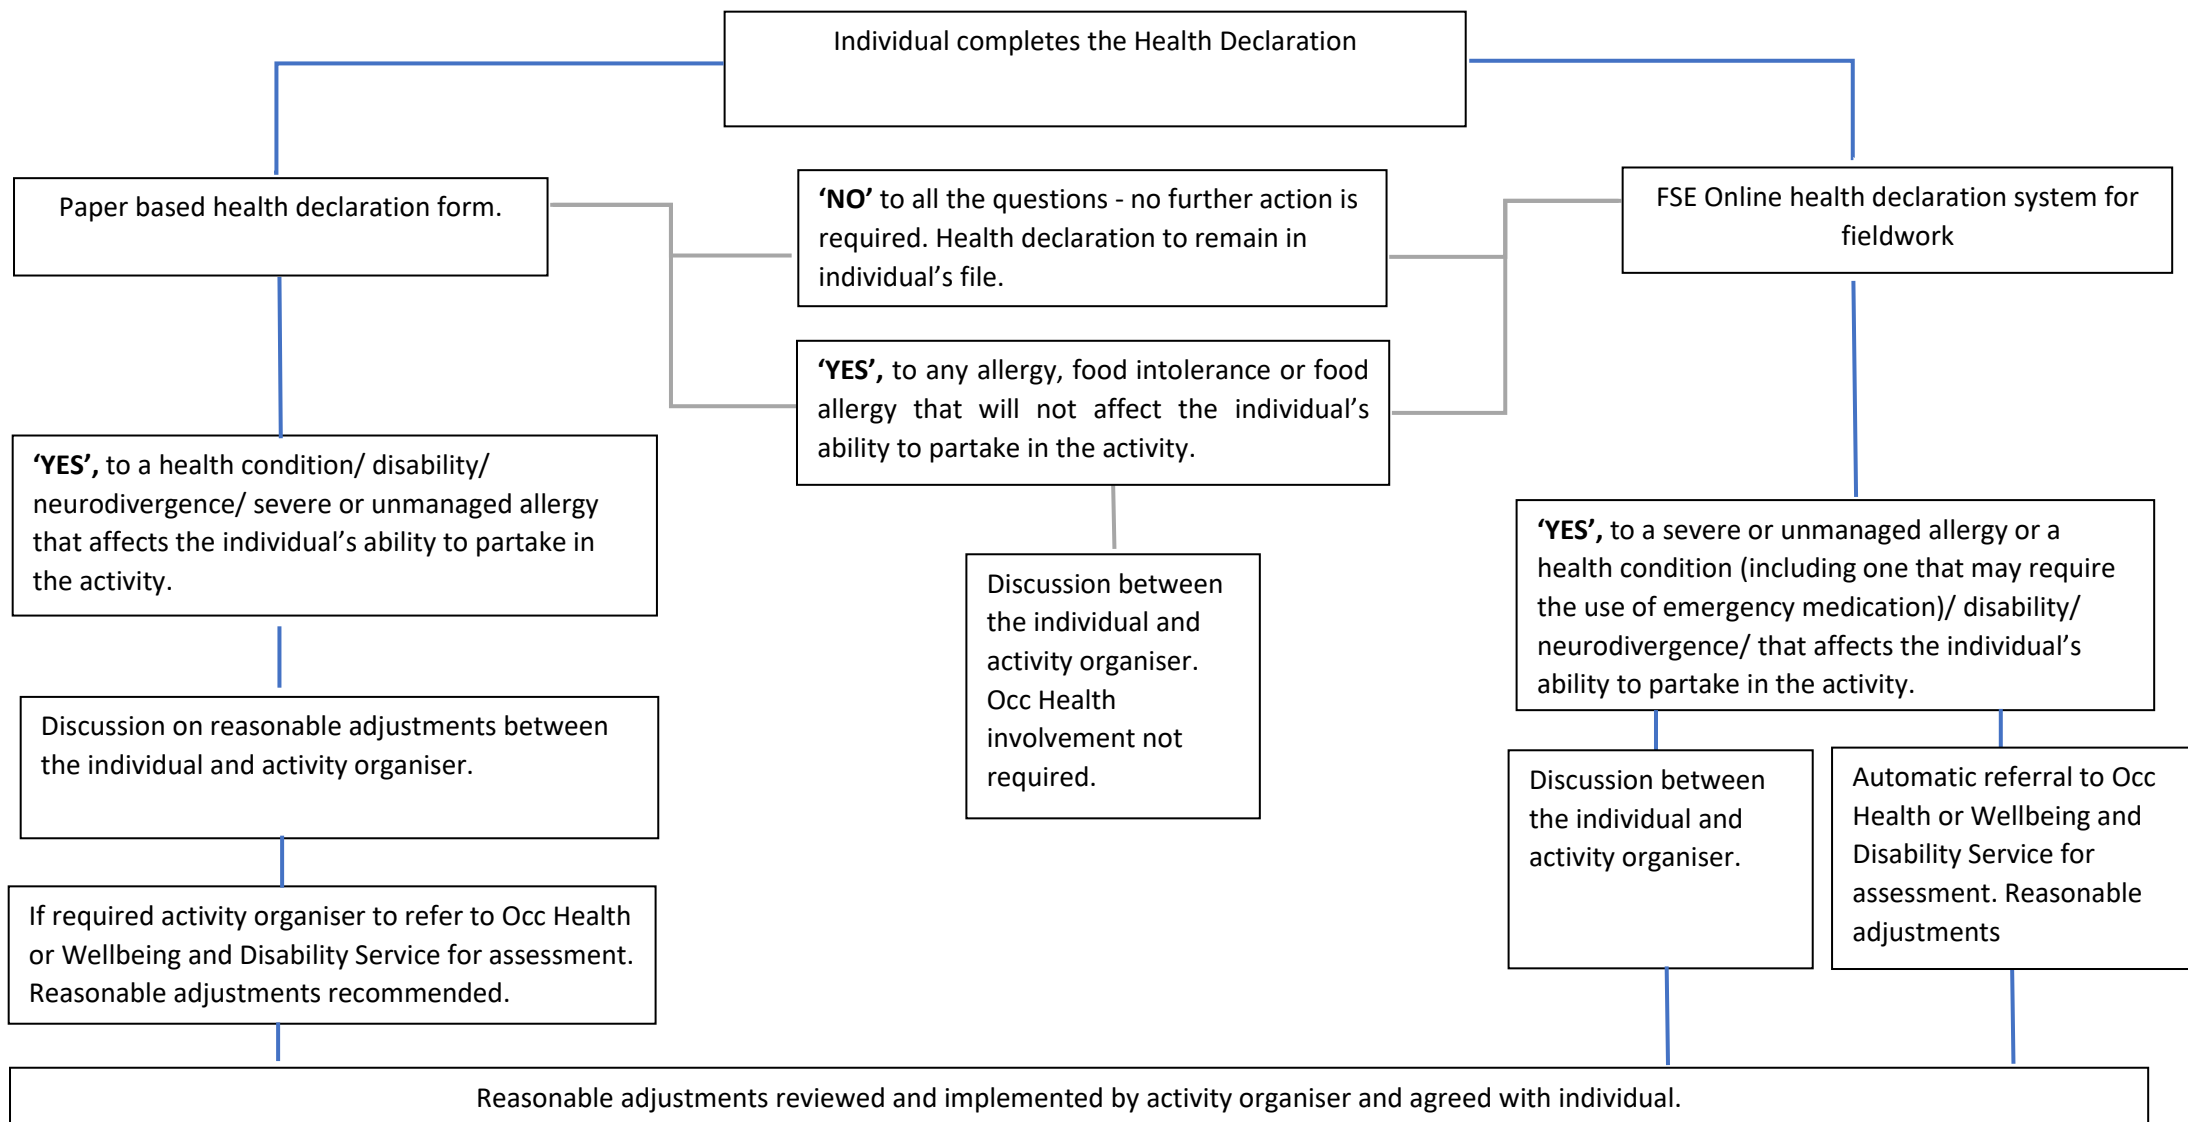 Individual completes the Health Declaration
Paper based health declaration form.
‘NO’ to all the questions - no further action is
required. Health declaration to remain in
individual’s file.
FSE Online health declaration system for
fieldwork
‘YES’, to any allergy, food intolerance or food
allergy that will not affect the individual’s
ability to partake in the activity.
‘YES’, to a health condition/ disability/
neurodivergence/ severe or unmanaged allergy
that affects the individual’s ability to partake in
the activity.
Discussion between
the individual and
activity organiser.
Occ Health
involvement not
required.
‘YES’, to a severe or unmanaged allergy or a
health condition (including one that may require
the use of emergency medication)/ disability/
neurodivergence/ that affects the individual’s
ability to partake in the activity.
Discussion on reasonable adjustments between
the individual and activity organiser.
Discussion between
the individual and
activity organiser.
Automatic referral to Occ
Health or Wellbeing and
Disability Service for
assessment. Reasonable
adjustments
If required activity organiser to refer to Occ Health
or Wellbeing and Disability Service for assessment.
Reasonable adjustments recommended.
Reasonable adjustments reviewed and implemented by activity organiser and agreed with individual.